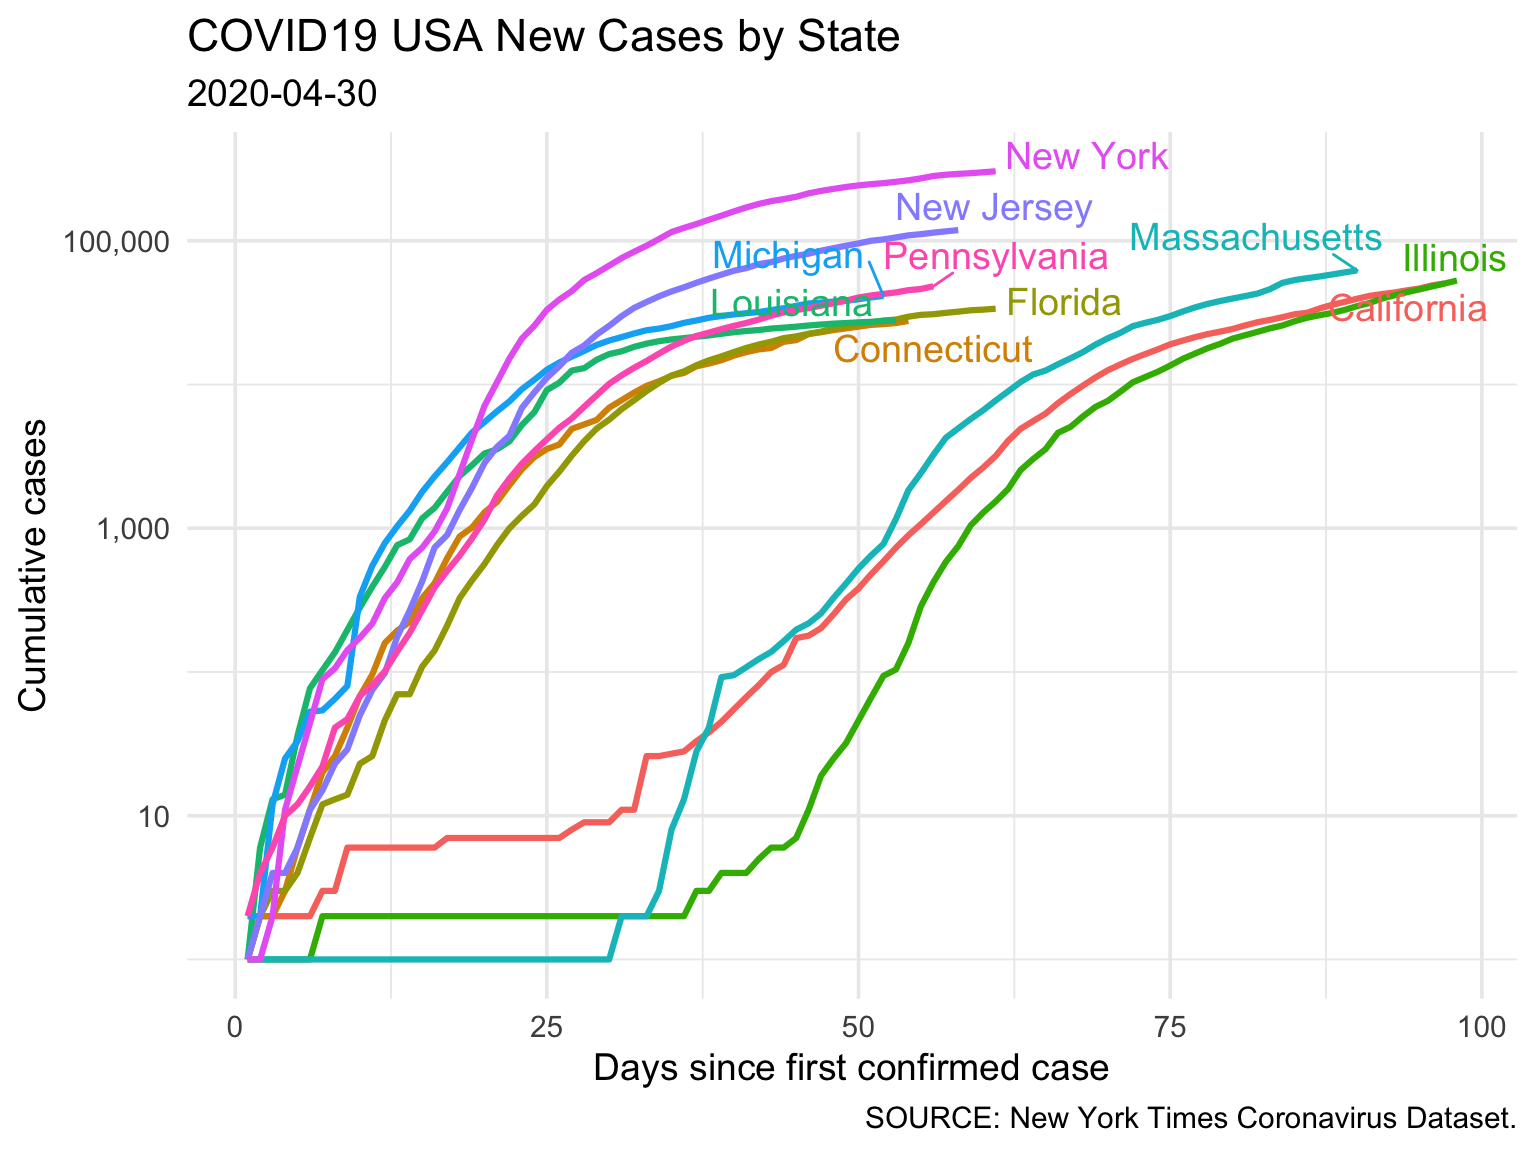 COVID19 USA New Cases by State
2020-04-30
New York
New Jersey
Massachusetts
100,000
Michigan
Pennsylvania
Illinois
Louisiana
Florida
California
Connecticut
Cumulative cases
1,000
10
0
25
50
75
100
Days since first confirmed case
SOURCE: New York Times Coronavirus Dataset.